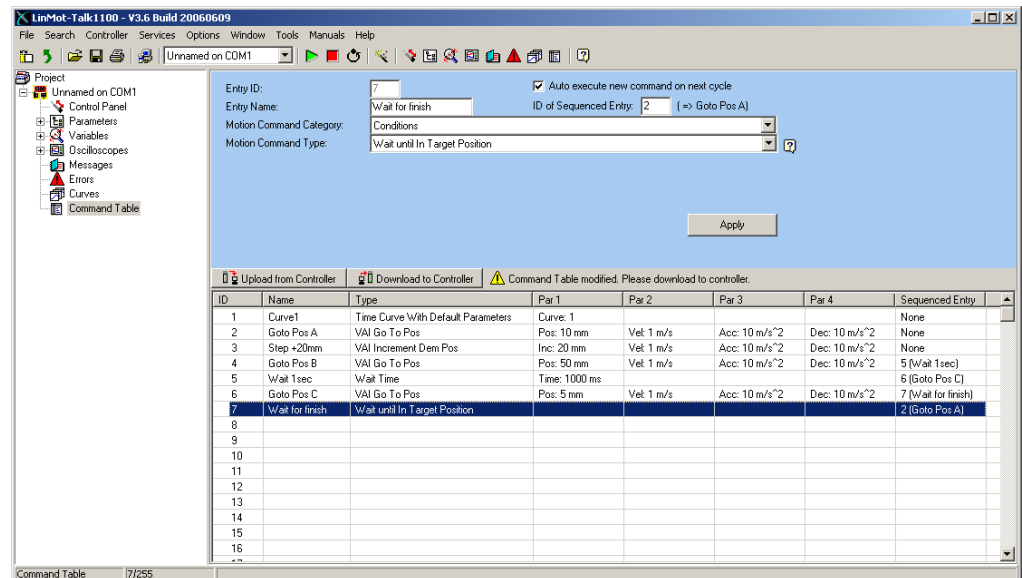 LinMot-Talk1100 - V3.6 Build 20060609
File Search Controller Services Options Window Tools Manuals Help
Unnamed on COM1
Project
Unnamed on COM1
Control Panel
Parameters
Variables
Oscilloscopes
Messages
Errors
Curves
Command Table
Entry ID: 7 Auto execute new command on next cycle
Entry Name: Wait for finish ID of Sequenced Entry: 2 ( => Goto Pos A)
Motion Command Category: Conditions
Motion Command Type: Wait until In Target Position
Apply
Upload from Controller Download to Controller Command Table modified. Please download to controller.
ID Name Type Par 1 Par 2 Par 3 Par 4 Sequenced Entry
1 Curve1 Time Curve With Default Parameters Curve: 1 None
2 Goto Pos A VAI Go To Pos Pos: 10 mm Vel: 1 m/s Acc: 10 m/s^2 Dec: 10 m/s^2 None
3 Step +20mm VAI Increment Dem Pos Inc: 20 mm Vel: 1 m/s Acc: 10 m/s^2 Dec: 10 m/s^2 None
4 Goto Pos B VAI Go To Pos Pos: 50 mm Vel: 1 m/s Acc: 10 m/s^2 Dec: 10 m/s^2 5 (Wait 1sec)
5 Wait 1sec Wait Time Time: 1000 ms 6 (Goto Pos C)
6 Goto Pos C VAI Go To Pos Pos: 5 mm Vel: 1 m/s Acc: 10 m/s^2 Dec: 10 m/s^2 7 (Wait for finish)
7 Wait for finish Wait until In Target Position 2 (Goto Pos A)
8
9
10
11
12
13
14
15
16
Command Table 7/255